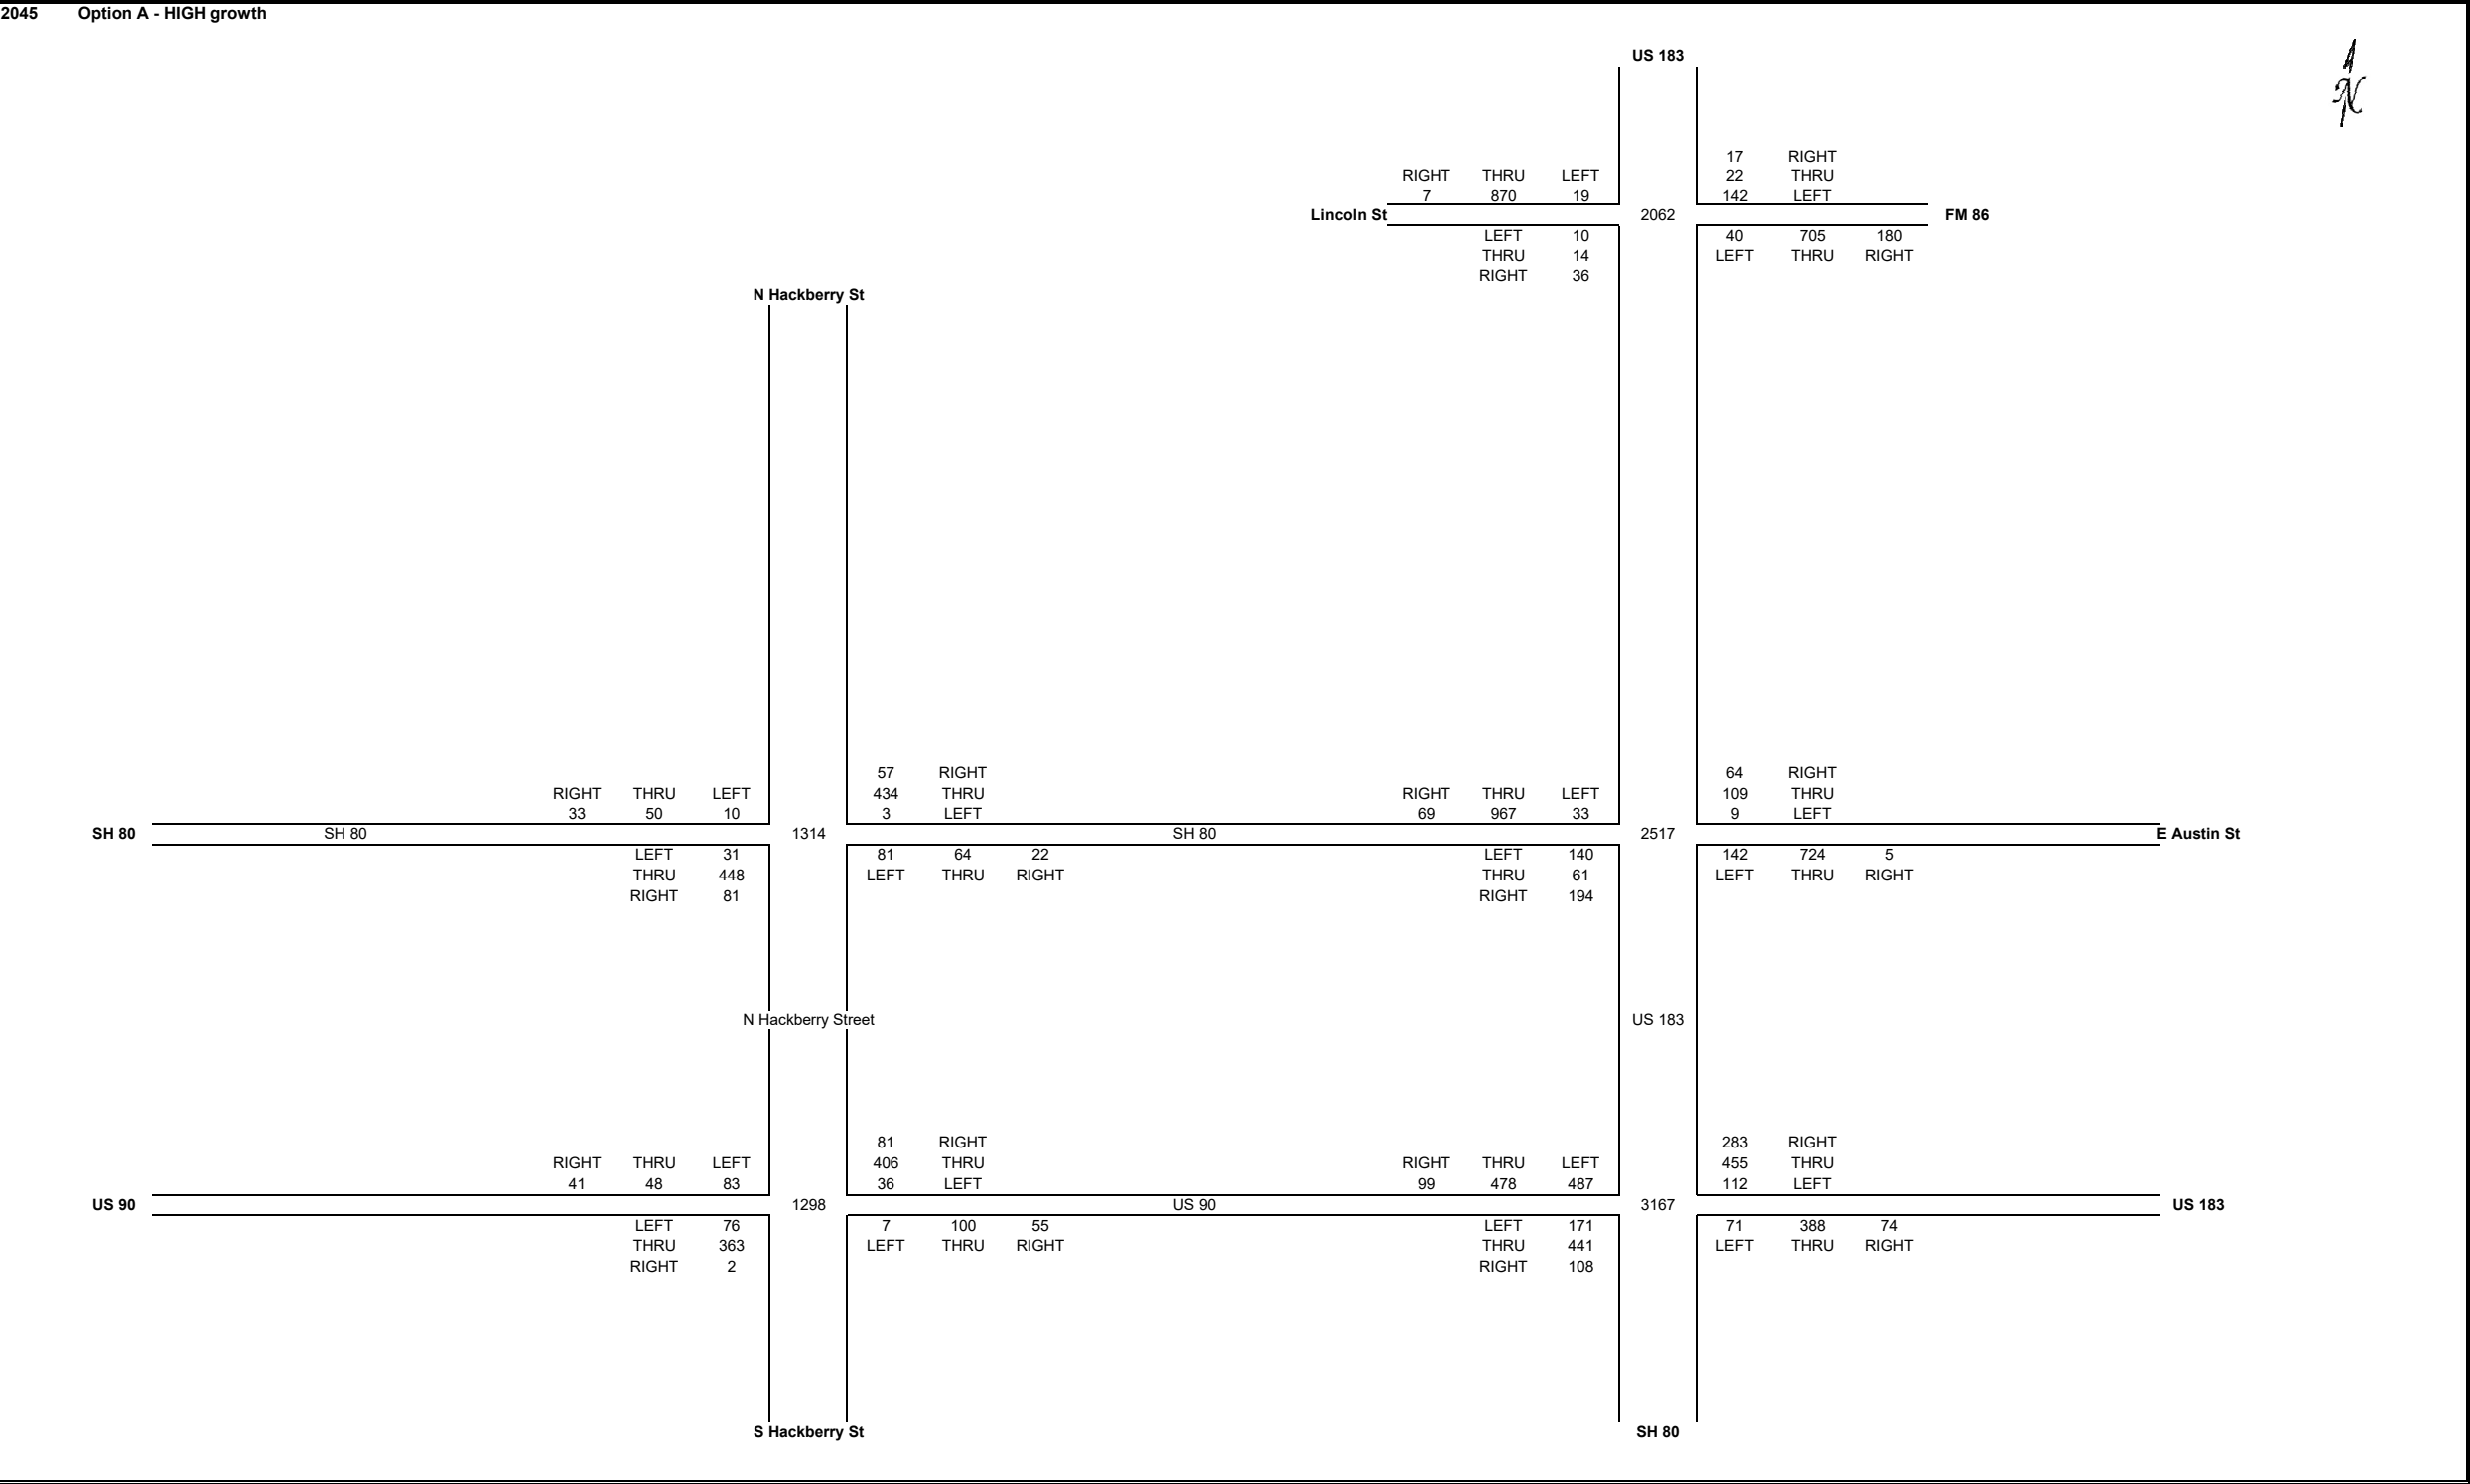 2045 Option A - HIGH growth
US 183
N
17 RIGHT
RIGHT THRU LEFT 22 THRU
7 870 19 142 LEFT
Lincoln St 2062 FM 86
LEFT 10 40 705 180
THRU 14 LEFT THRU RIGHT
RIGHT 36
N Hackberry St
57 RIGHT 64 RIGHT
RIGHT THRU LEFT 434 THRU RIGHT THRU LEFT 109 THRU
33 50 10 3 LEFT 69 967 33 9 LEFT
SH 80 SH 80 1314 SH 80 2517 E Austin St
LEFT 31 81 64 22 LEFT 140 142 724 5
THRU 448 LEFT THRU RIGHT THRU 61 LEFT THRU RIGHT
RIGHT 81 RIGHT 194
N Hackberry Street US 183
81 RIGHT 283 RIGHT
RIGHT THRU LEFT 406 THRU RIGHT THRU LEFT 455 THRU
41 48 83 36 LEFT 99 478 487 112 LEFT
US 90 1298 US 90 3167 US 183
LEFT 76 7 100 55 LEFT 171 71 388 74
THRU 363 LEFT THRU RIGHT THRU 441 LEFT THRU RIGHT
RIGHT 2 RIGHT 108
S Hackberry St SH 80